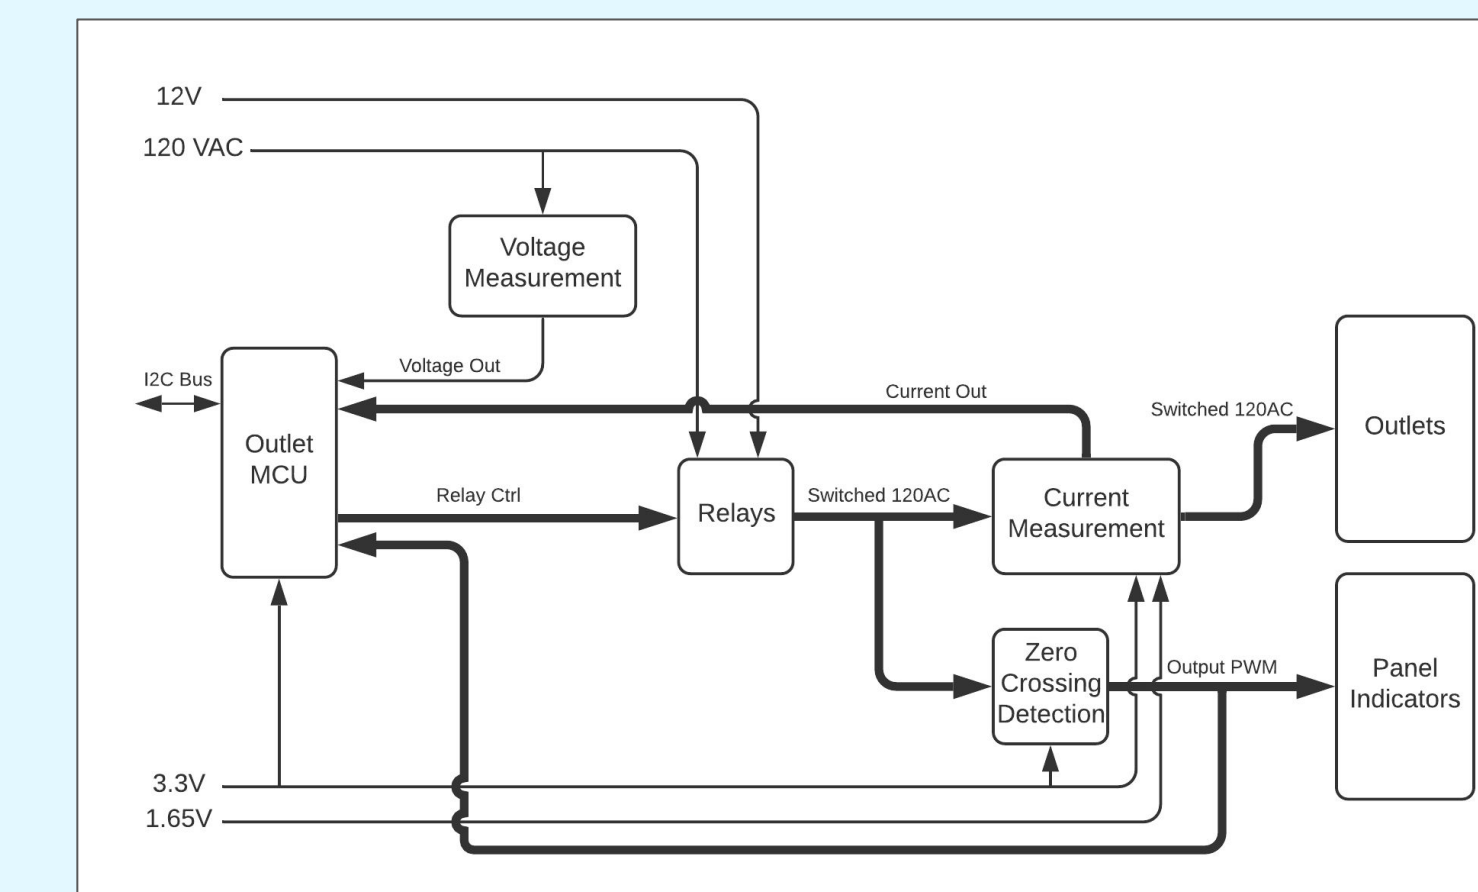 12V
120 VAC
Voltage
Measurement
Voltage Out
I2C Bus
Current Out
Switched 120AC
Outlets
Outlet
MCU
Relay Ctrl
Relays
Switched 120AC
Current
Measurement
Zero
Crossing
Detection
Output PWM
Panel
Indicators
3.3V
1.65V